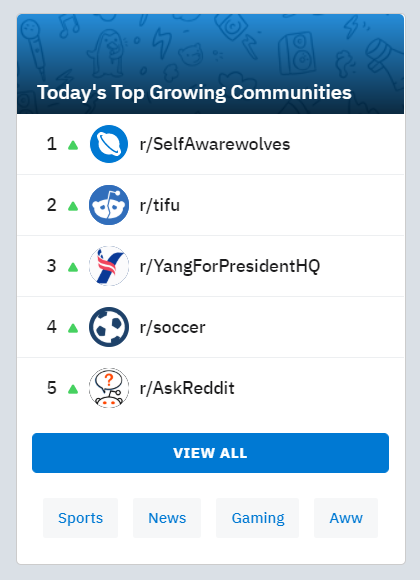 Today's Top Growing Communities
1 r/SelfAwarewolves
2 r/tifu
3 r/YangForPresidentHQ
4 r/soccer
5 ? r/AskReddit
VIEW ALL
Sports News Gaming Aww